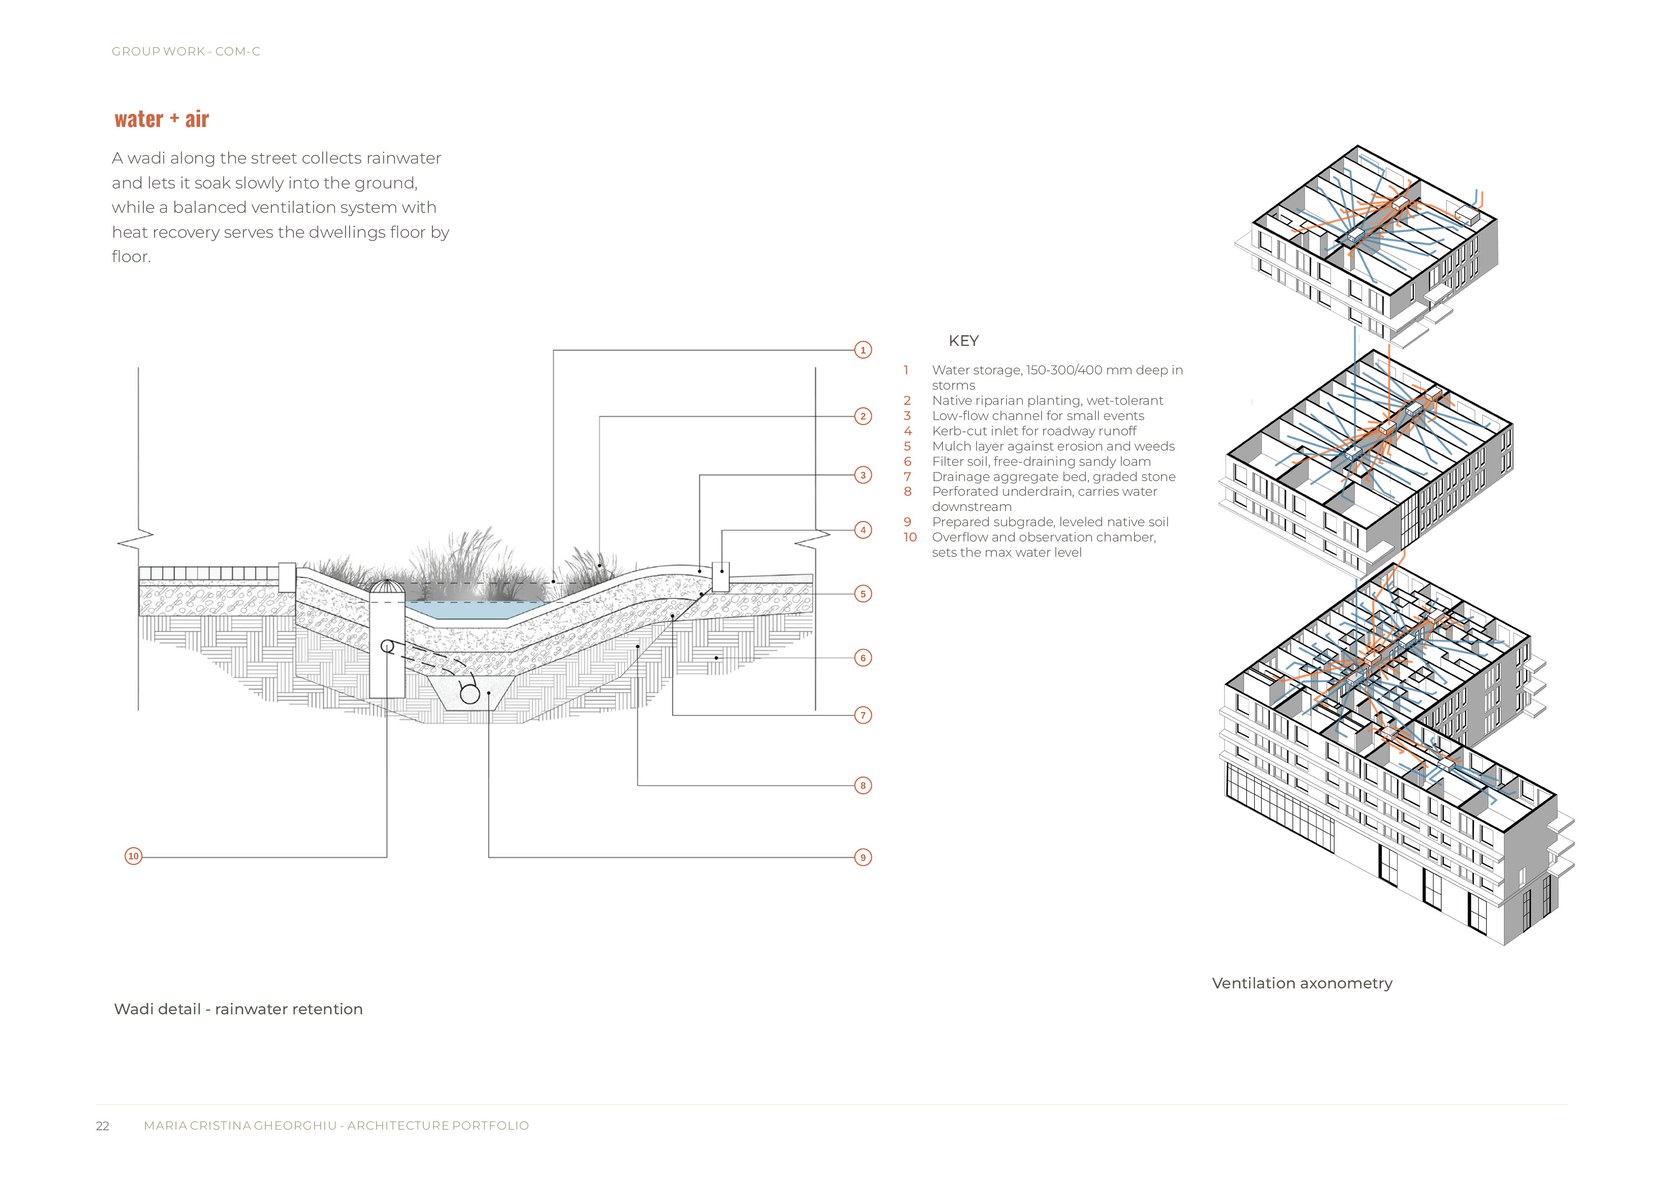 GROUP WORK - COM-C
water + air
A wadi along the street collects rainwater
and lets it soak slowly into the ground,
while a balanced ventilation system with
heat recovery serves the dwellings floor by
floor.
KEY
1 Water storage, 150-300/400 mm deep in
storms
2 Native riparian planting, wet-tolerant
3 Low-flow channel for small events
4 Kerb-cut inlet for roadway runoff
5 Mulch layer against erosion and weeds
6 Filter soil, free-draining sandy loam
7 Drainage aggregate bed, graded stone
8 Perforated underdrain, carries water
downstream
9 Prepared subgrade, leveled native soil
10 Overflow and observation chamber,
sets the max water level
1
2
3
4
5
6
7
8
10
9
Ventilation axonometry
Wadi detail - rainwater retention
22 MARIA CRISTINA GHEORGHIU - ARCHITECTURE PORTFOLIO